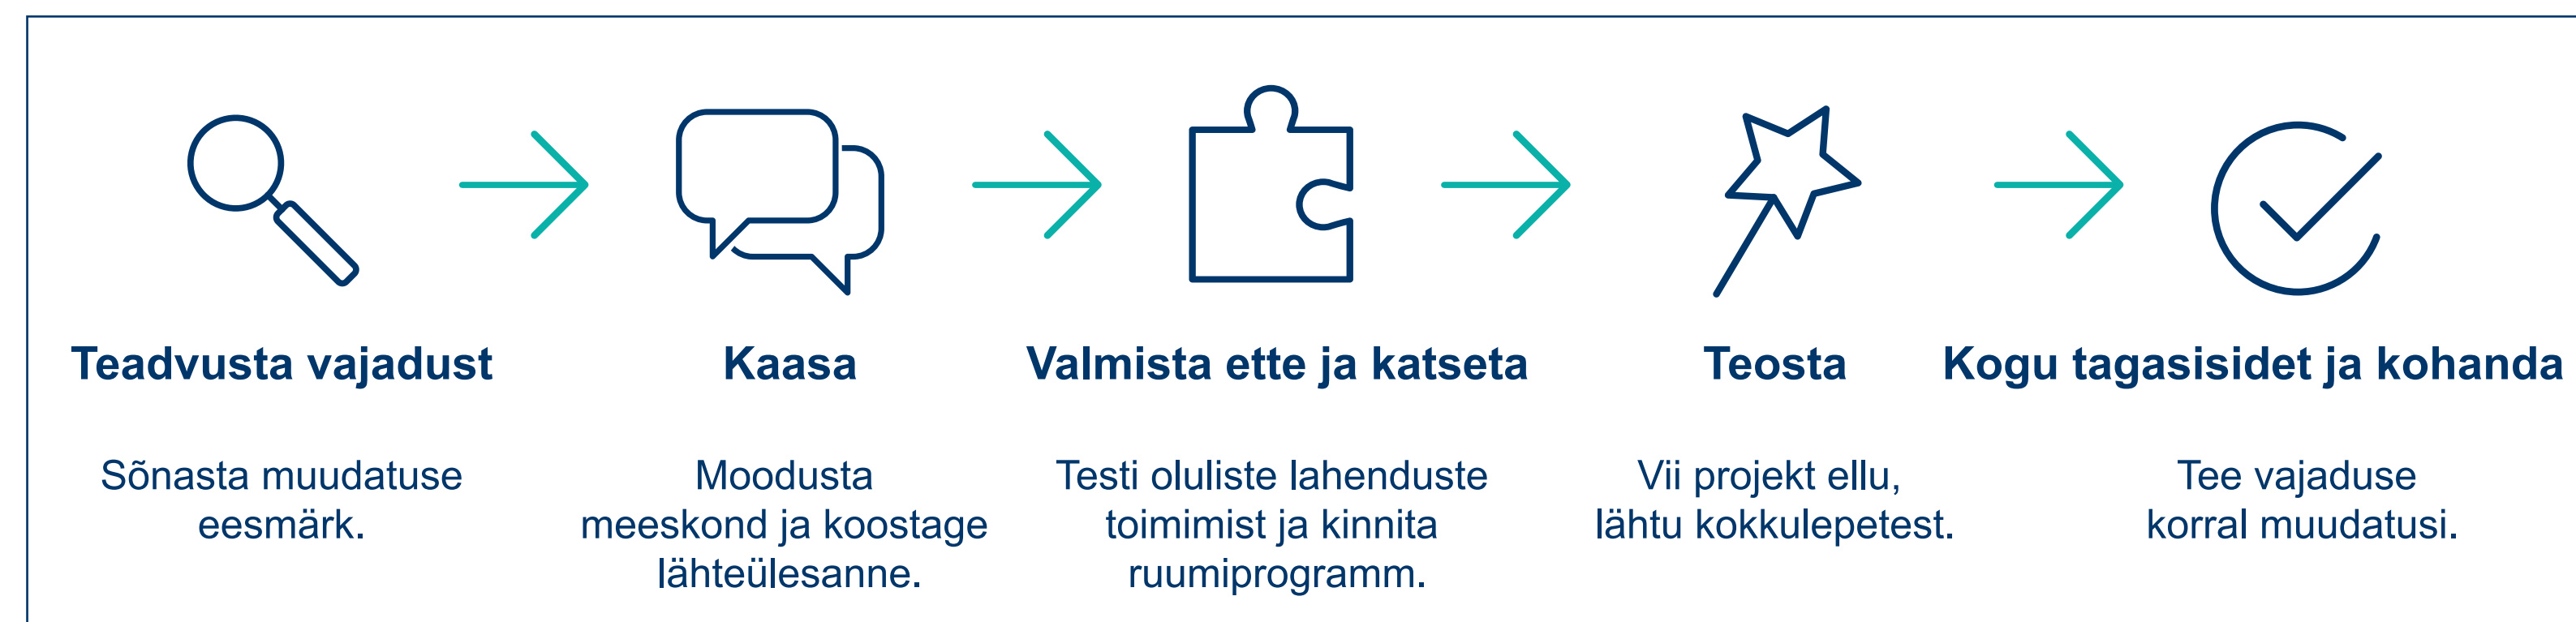 Teadvusta vajadust
Sõnasta muudatuse
eesmärk.
Kaasa
Moodusta
meeskond ja koostage
lähteülesanne.
Valmista ette ja katseta
Testi oluliste lahenduste
toimimist ja kinnita
ruumiprogramm.
Teosta
Vii projekt ellu,
lähtu kokkulepetest.
Kogu tagasisidet ja kohanda
Tee vajaduse
korral muudatusi.